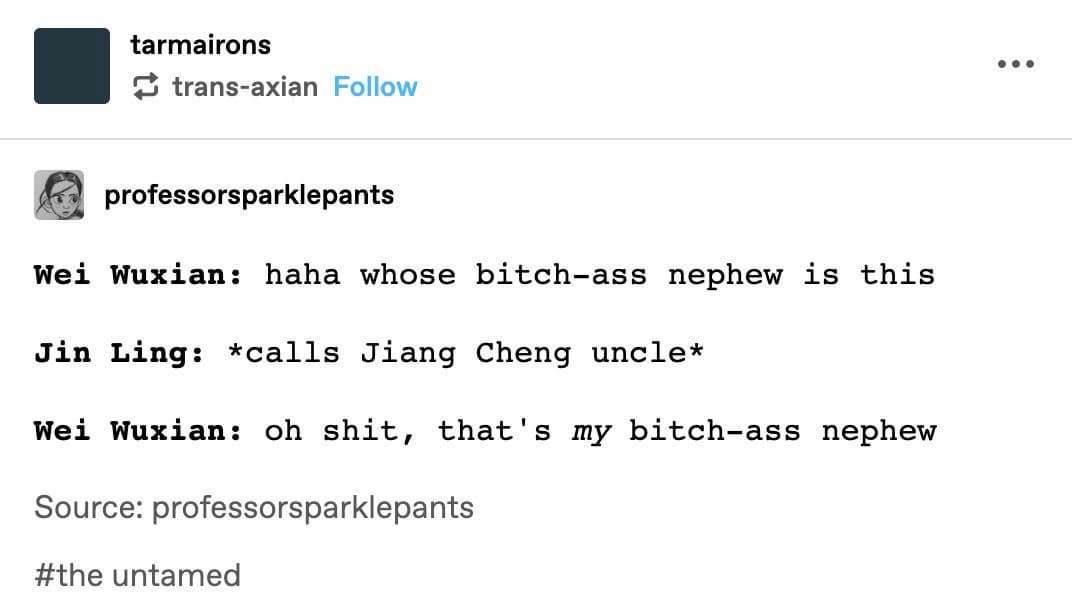 tarmairons
trans-axian Follow
professorsparklepants
Wei Wuxian: haha whose bitch-ass nephew is this
Jin Ling: *calls Jiang Cheng uncle*
Wei Wuxian: oh shit, that's my bitch-ass nephew
Source: professorsparklepants
#the untamed